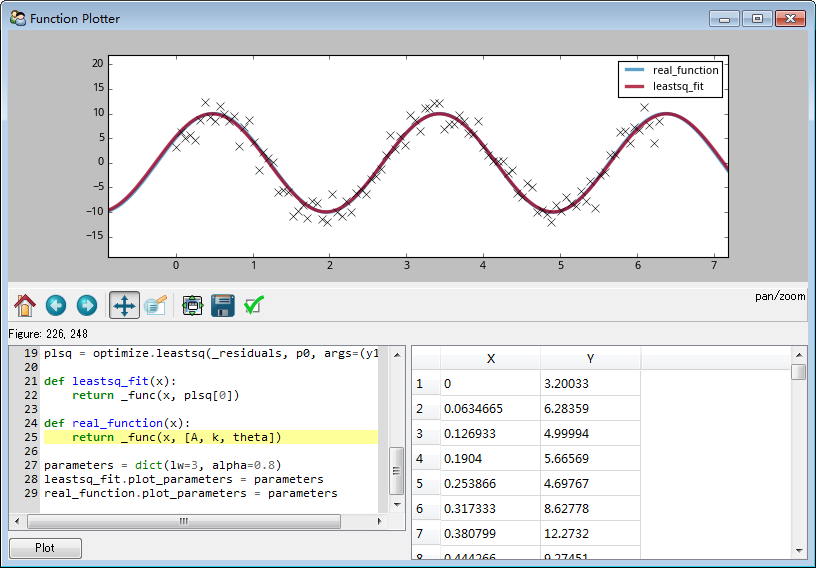 Function Plotter
20
15
10
5
0
−5
−10
−15
0 1 2 3 4 5 6 7
real_function
leastsq_fit
pan/zoom
Figure: 226, 248
19 plsq = optimize.leastsq(_residuals, p0, args=(y1
20
21 def leastsq_fit(x):
22 return _func(x, plsq[0])
23
24 def real_function(x):
25 return _func(x, [A, k, theta])
26
27 parameters = dict(lw=3, alpha=0.8)
28 leastsq_fit.plot_parameters = parameters
29 real_function.plot_parameters = parameters
Plot
X Y
1 0 3.20033
2 0.0634665 6.28359
3 0.126933 4.99994
4 0.1904 5.66569
5 0.253866 4.69767
6 0.317333 8.62778
7 0.380799 12.2732
8 0.444266 9.27451